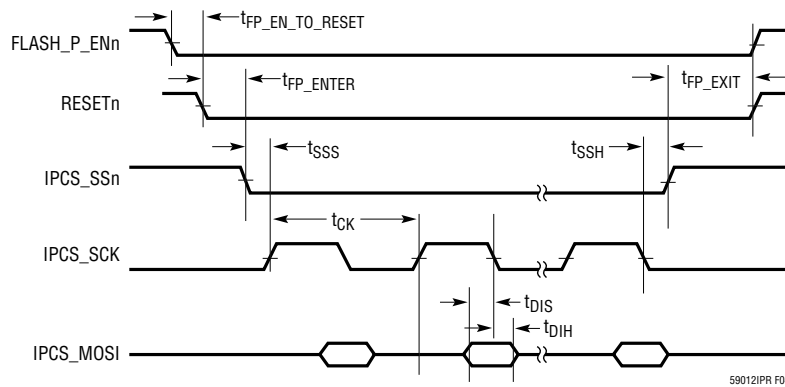 FLASH_P_ENn
tFP_EN_TO_RESET
RESETn
tFP_ENTER
tFP_EXIT
IPCS_SSn
tSSS
tSSH
IPCS_SCK
tCK
tDIS
tDIH
IPCS_MOSI
59012IPR F0